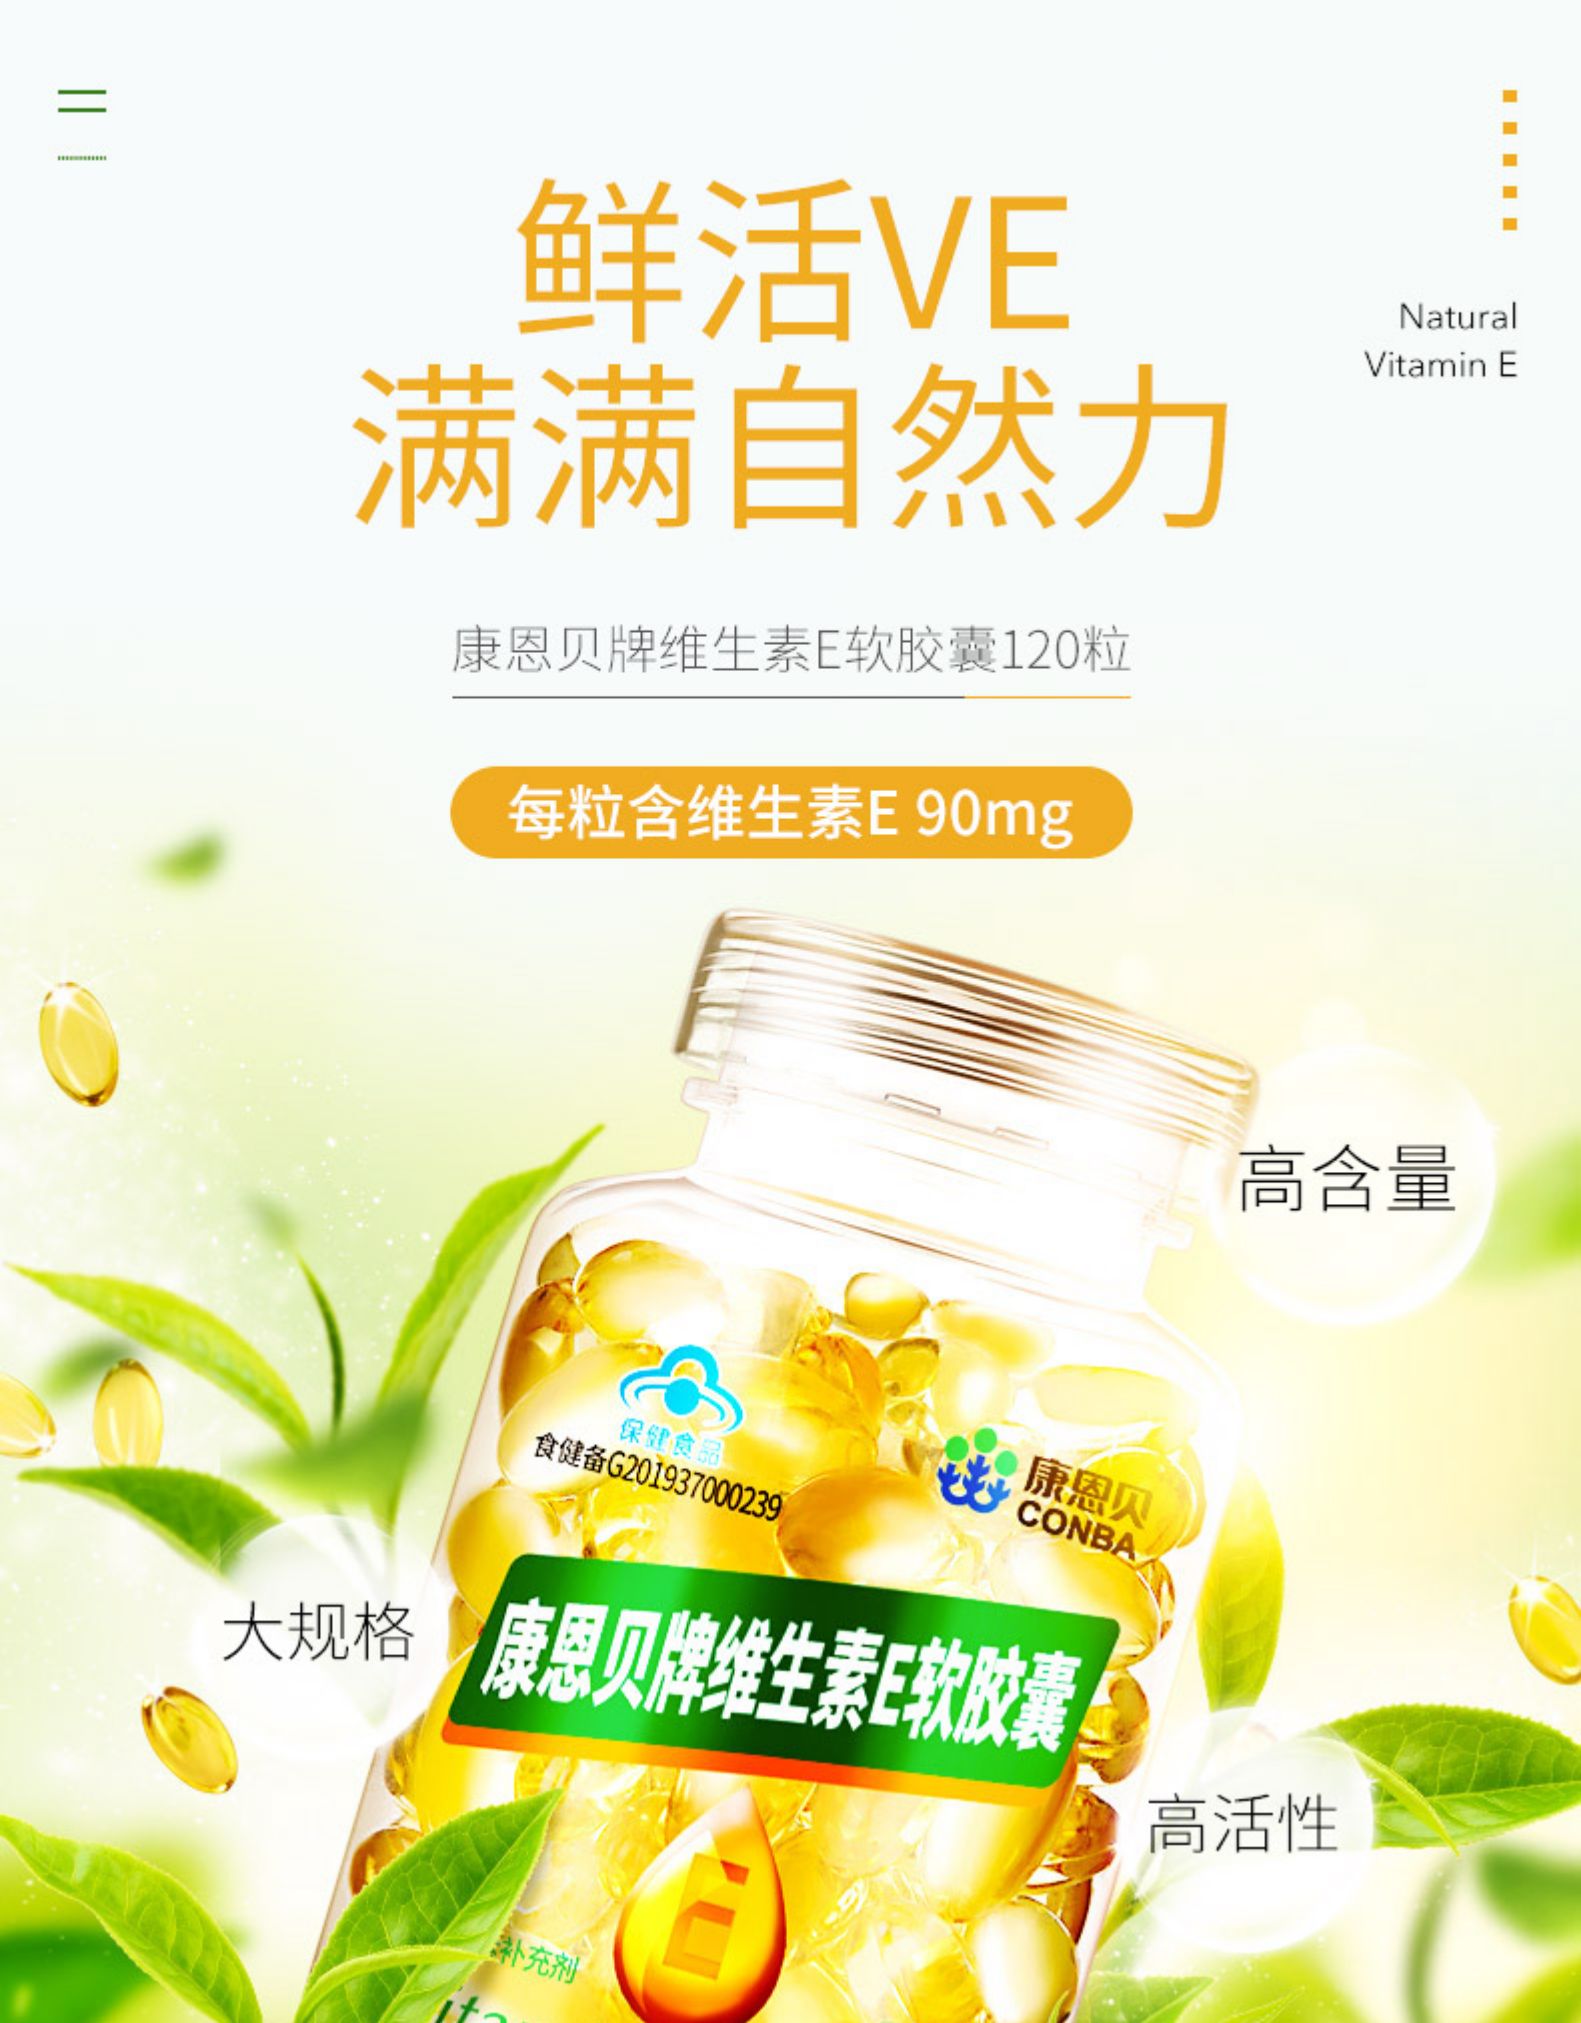 鲜活VE
Natural
Vitamin E
满满自然力
康恩贝牌维生素E软胶囊120粒
每粒含维生素E 90mg
高含量
保健食品
食健备G201937000239
康恩贝
CONBA
康恩贝牌维生素E软胶囊
大规格
高活性
E
补充剂